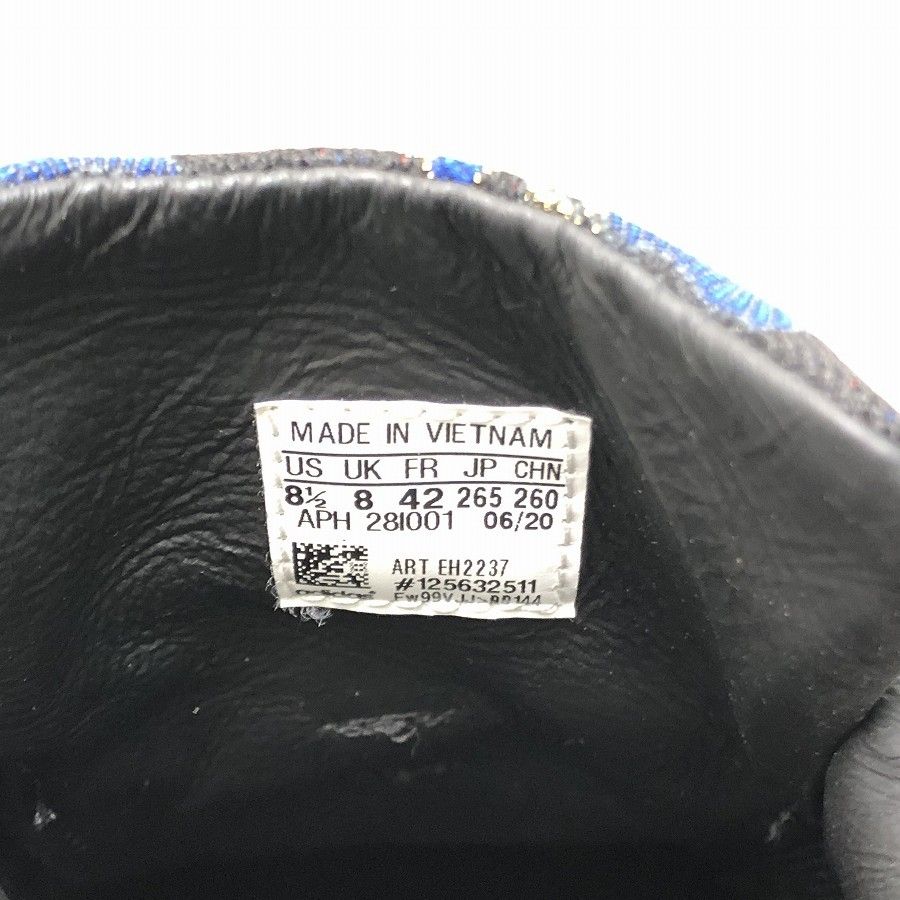 MADE IN VIETNAM
US UK FR JP CHN
8½ 8 42 265 260
APH 28I001 06/20
ART EH2237
#125632511
adidas